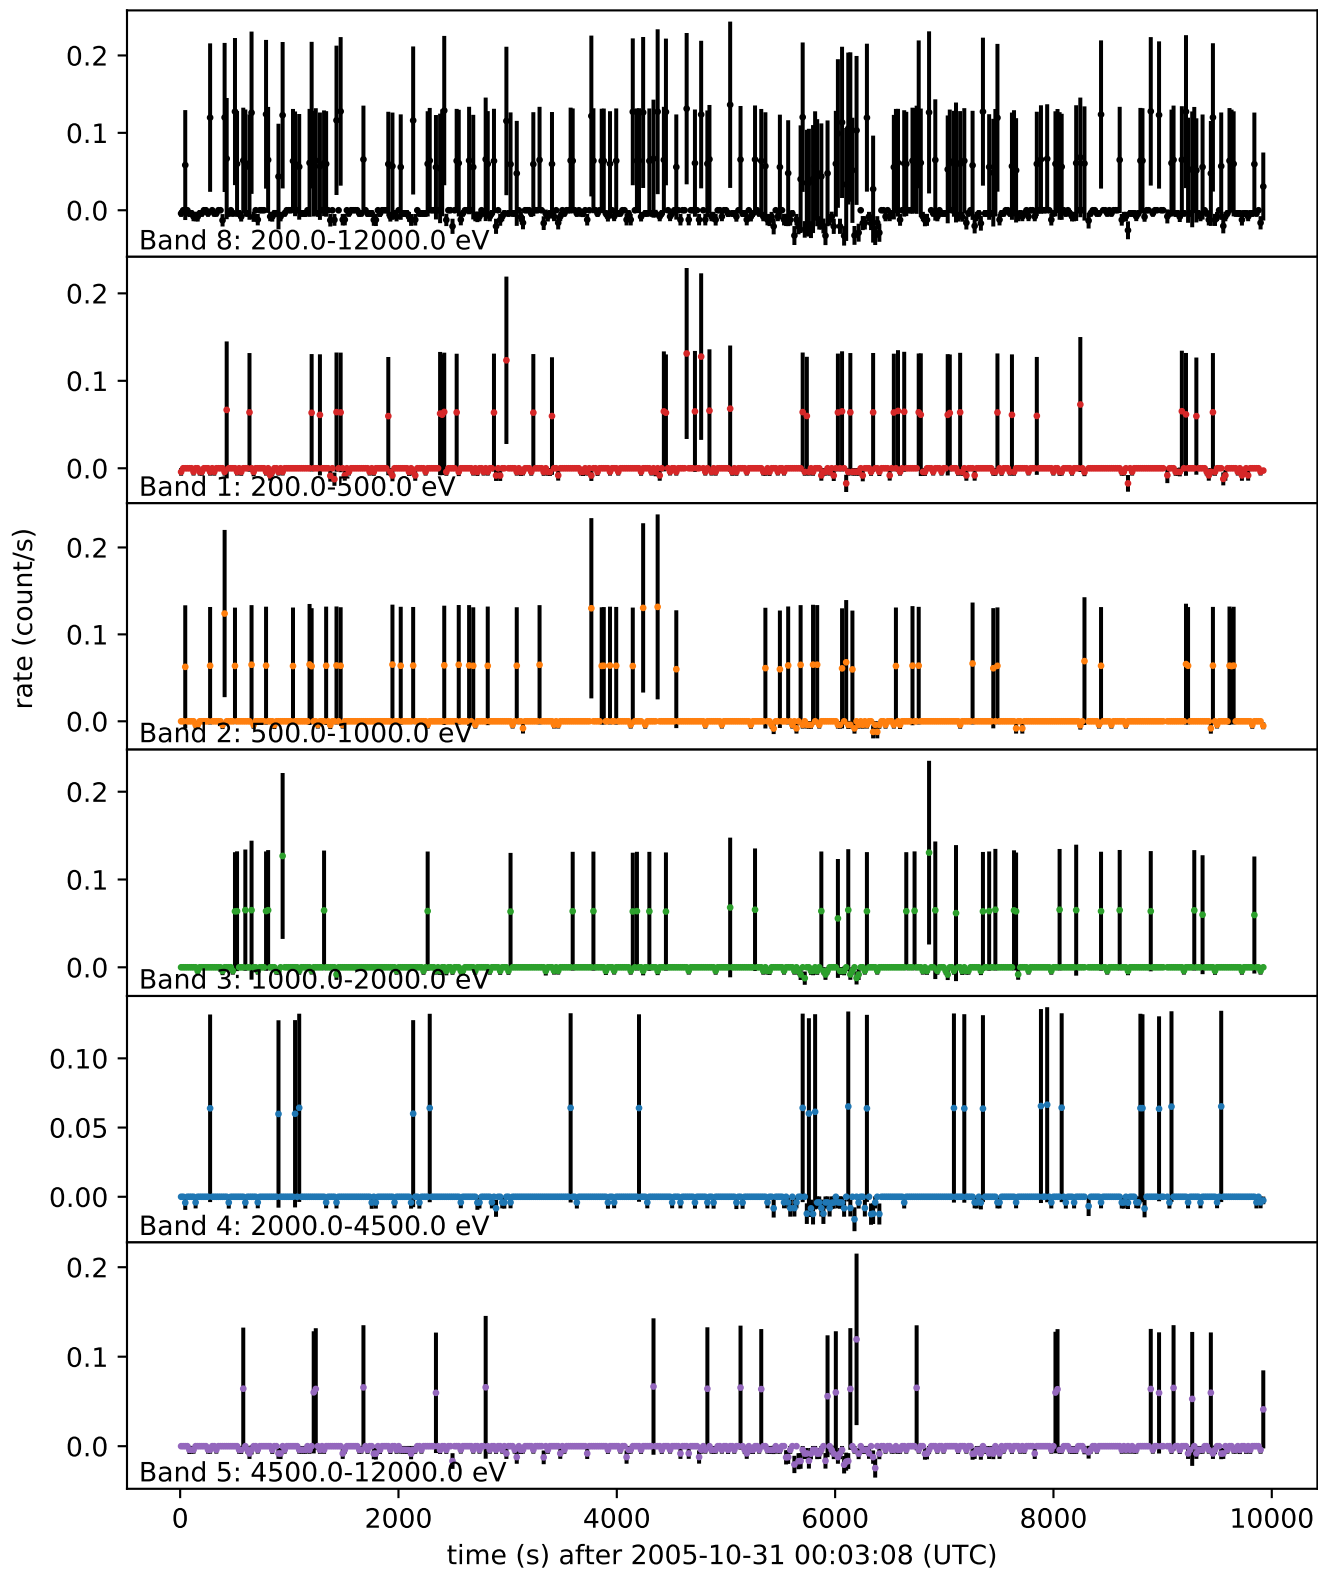 0.2
0.1
0.0
Band 8: 200.0-12000.0 eV
0.2
0.1
0.0
Band 1: 200.0-500.0 eV
0.2
0.1
0.0
Band 2: 500.0-1000.0 eV
rate (count/s)
0.2
0.1
0.0
Band 3: 1000.0-2000.0 eV
0.10
0.05
0.00
Band 4: 2000.0-4500.0 eV
0.2
0.1
0.0
Band 5: 4500.0-12000.0 eV
0 2000 4000 6000 8000 10000
time (s) after 2005-10-31 00:03:08 (UTC)